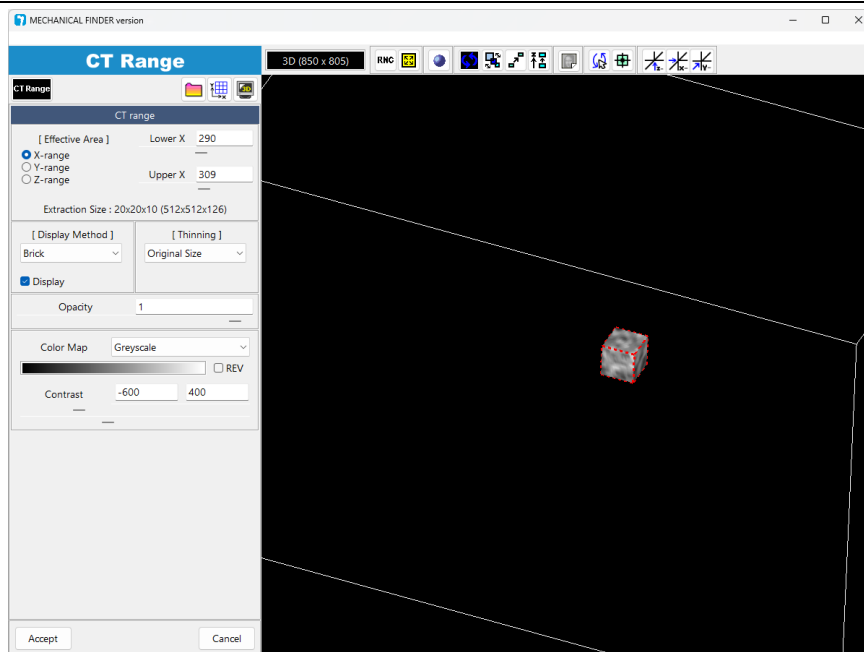 MECHANICAL FINDER version
CT Range
3D (850 x 805)
RNC
CT Range
3D
CT range
[ Effective Area ]
Lower X 290
X-range
Y-range
Z-range
Upper X 309
Extraction Size : 20x20x10 (512x512x126)
[ Display Method ]
[ Thinning ]
Brick
Original Size
Display
Opacity 1
Color Map Greyscale
REV
Contrast -600 400
Accept
Cancel